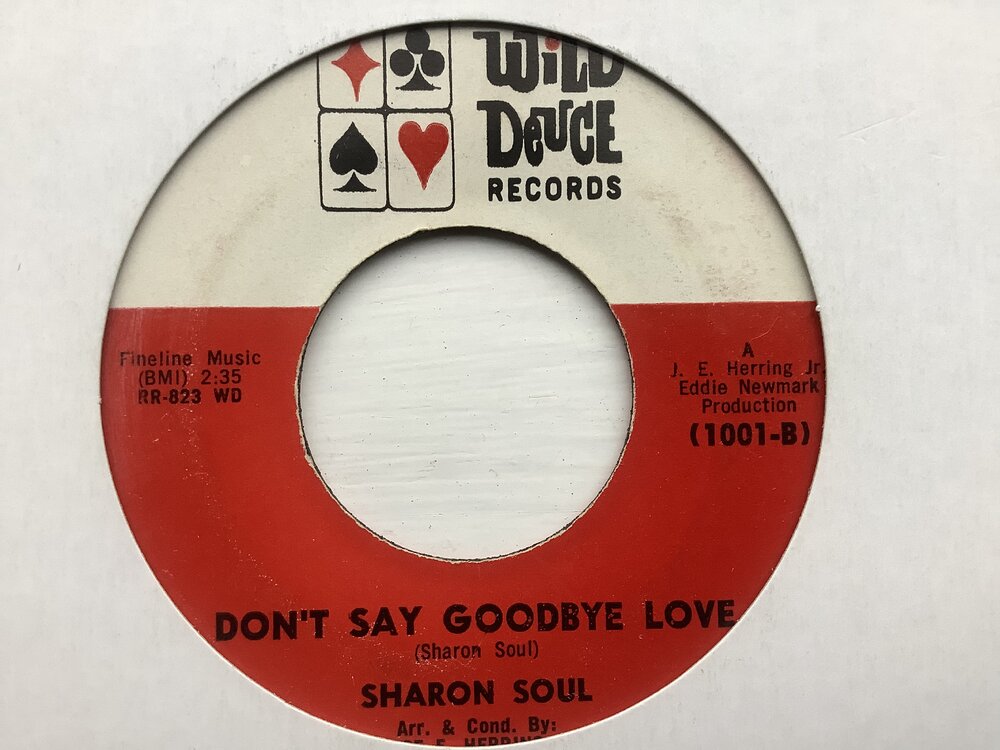 WiLD
DeuCE
RECORDS
Fineline Music
(BMI) 2:35
RR-823 WD
A
J. E. Herring Jr
Eddie Newmark
Production
(1001-B)
DON'T SAY GOODBYE LOVE
(Sharon Soul)
SHARON SOUL
Arr. & Cond. By: